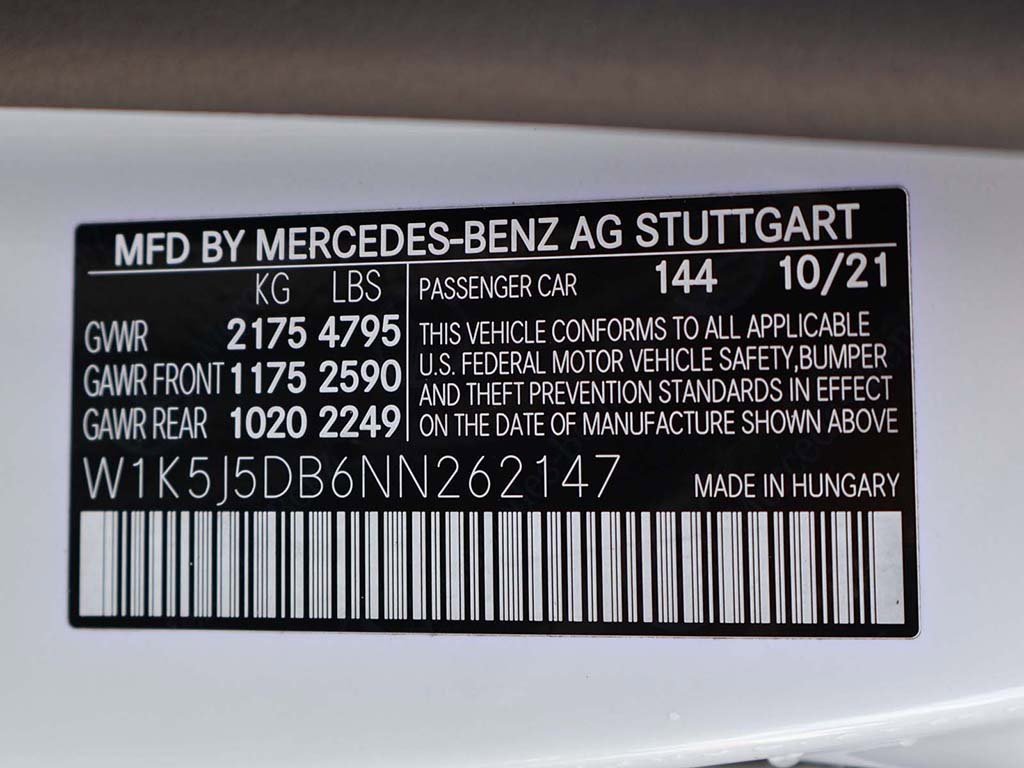 MFD BY MERCEDES-BENZ AG STUTTGART
KG LBS
GVWR 2175 4795
GAWR FRONT 1175 2590
GAWR REAR 1020 2249
PASSENGER CAR 144 10/21
THIS VEHICLE CONFORMS TO ALL APPLICABLE
U.S. FEDERAL MOTOR VEHICLE SAFETY,BUMPER
AND THEFT PREVENTION STANDARDS IN EFFECT
ON THE DATE OF MANUFACTURE SHOWN ABOVE
W1K5J5DB6NN262147
MADE IN HUNGARY